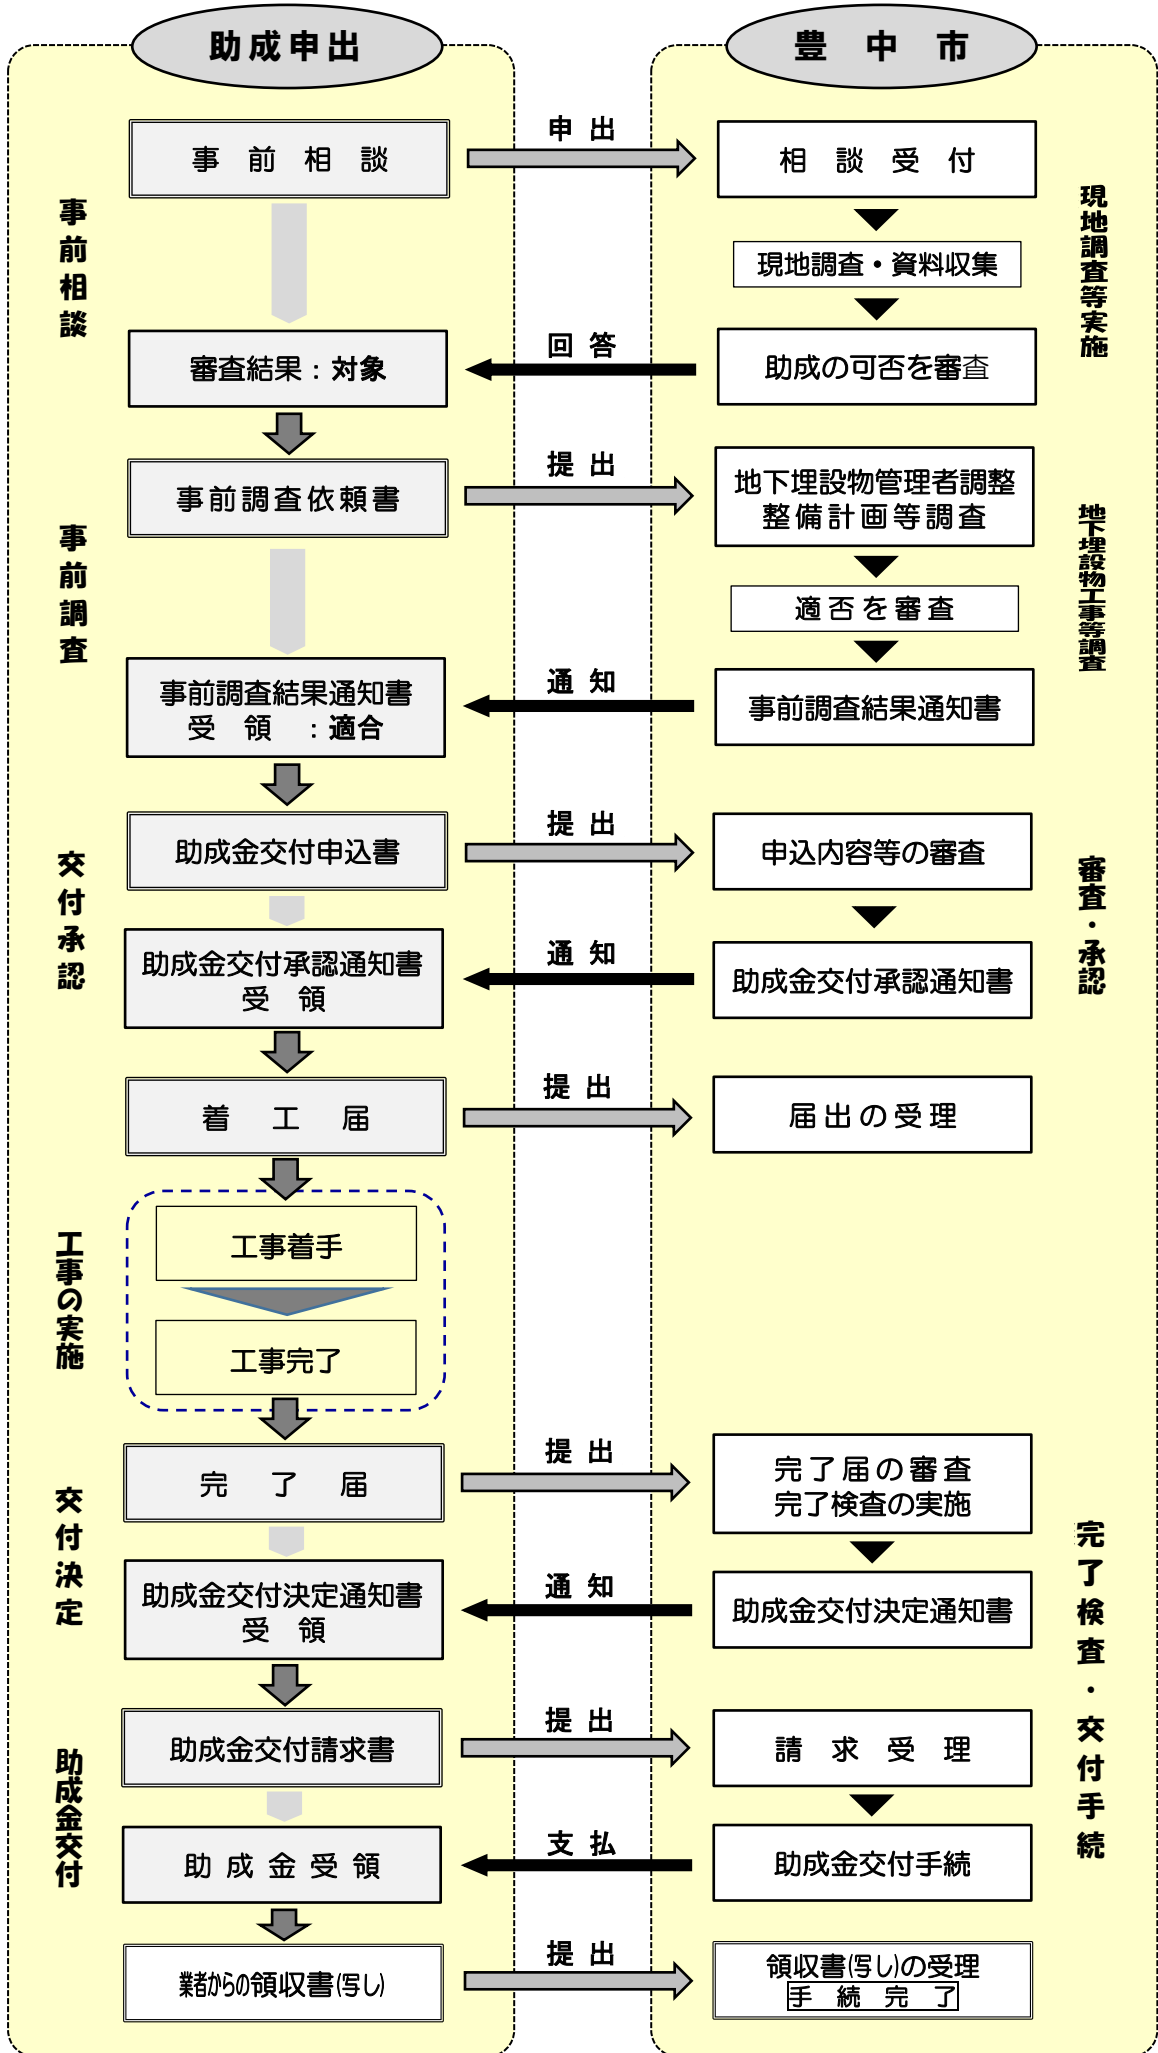 助成申出
豊中市
事前相談
事前相談
申出
相談受付
現地調査・資料収集
現地調査等実施
審査結果：対象
回答
助成の可否を審査
事前調査
事前調査依頼書
提出
地下埋設物管理者調整
整備計画等調査
適否を審査
地下埋設物工事等調査
事前調査結果通知書
受領：適合
通知
事前調査結果通知書
交付承認
助成金交付申込書
提出
申込内容等の審査
審査・承認
助成金交付承認通知書
受領
通知
助成金交付承認通知書
着工届
提出
届出の受理
工事の実施
工事着手
工事完了
交付決定
完了届
提出
完了届の審査
完了検査の実施
完了検査・交付手続
助成金交付決定通知書
受領
通知
助成金交付決定通知書
助成金交付
助成金交付請求書
提出
請求受理
助成金受領
支払
助成金交付手続
業者からの領収書(写し)
提出
領収書(写し)の受理
手続完了